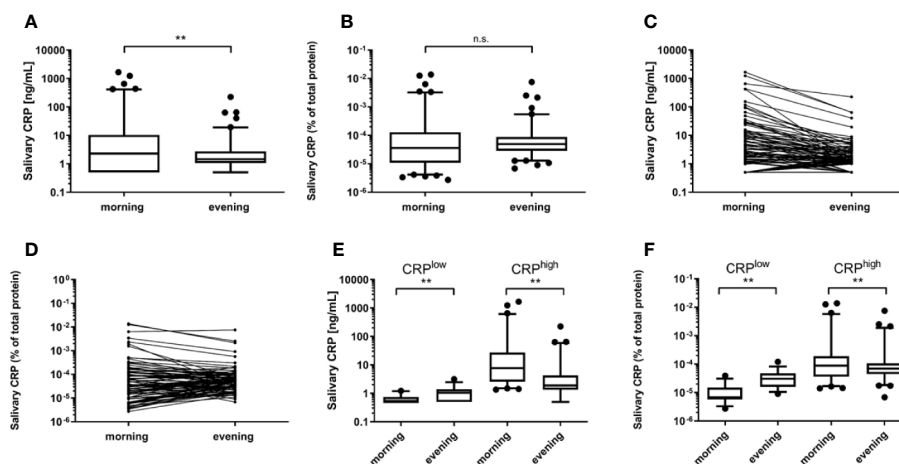 A
**
Salivary CRP [ng/mL]
10000
1000
100
10
1
0.1
morning
evening
B
n.s.
Salivary CRP (% of total protein)
10⁻¹
10⁻²
10⁻³
10⁻⁴
10⁻⁵
10⁻⁶
morning
evening
C
Salivary CRP [ng/mL]
10000
1000
100
10
1
0.1
morning
evening
D
Salivary CRP (% of total protein)
10⁰
10⁻¹
10⁻²
10⁻³
10⁻⁴
10⁻⁵
10⁻⁶
morning
evening
E
CRPˡᵒʷ CRPʰⁱᵍʰ
** **
Salivary CRP [ng/mL]
10000
1000
100
10
1
0.1
morning
evening
morning
evening
F
CRPˡᵒʷ CRPʰⁱᵍʰ
** **
Salivary CRP (% of total protein)
10⁻¹
10⁻²
10⁻³
10⁻⁴
10⁻⁵
10⁻⁶
morning
evening
morning
evening